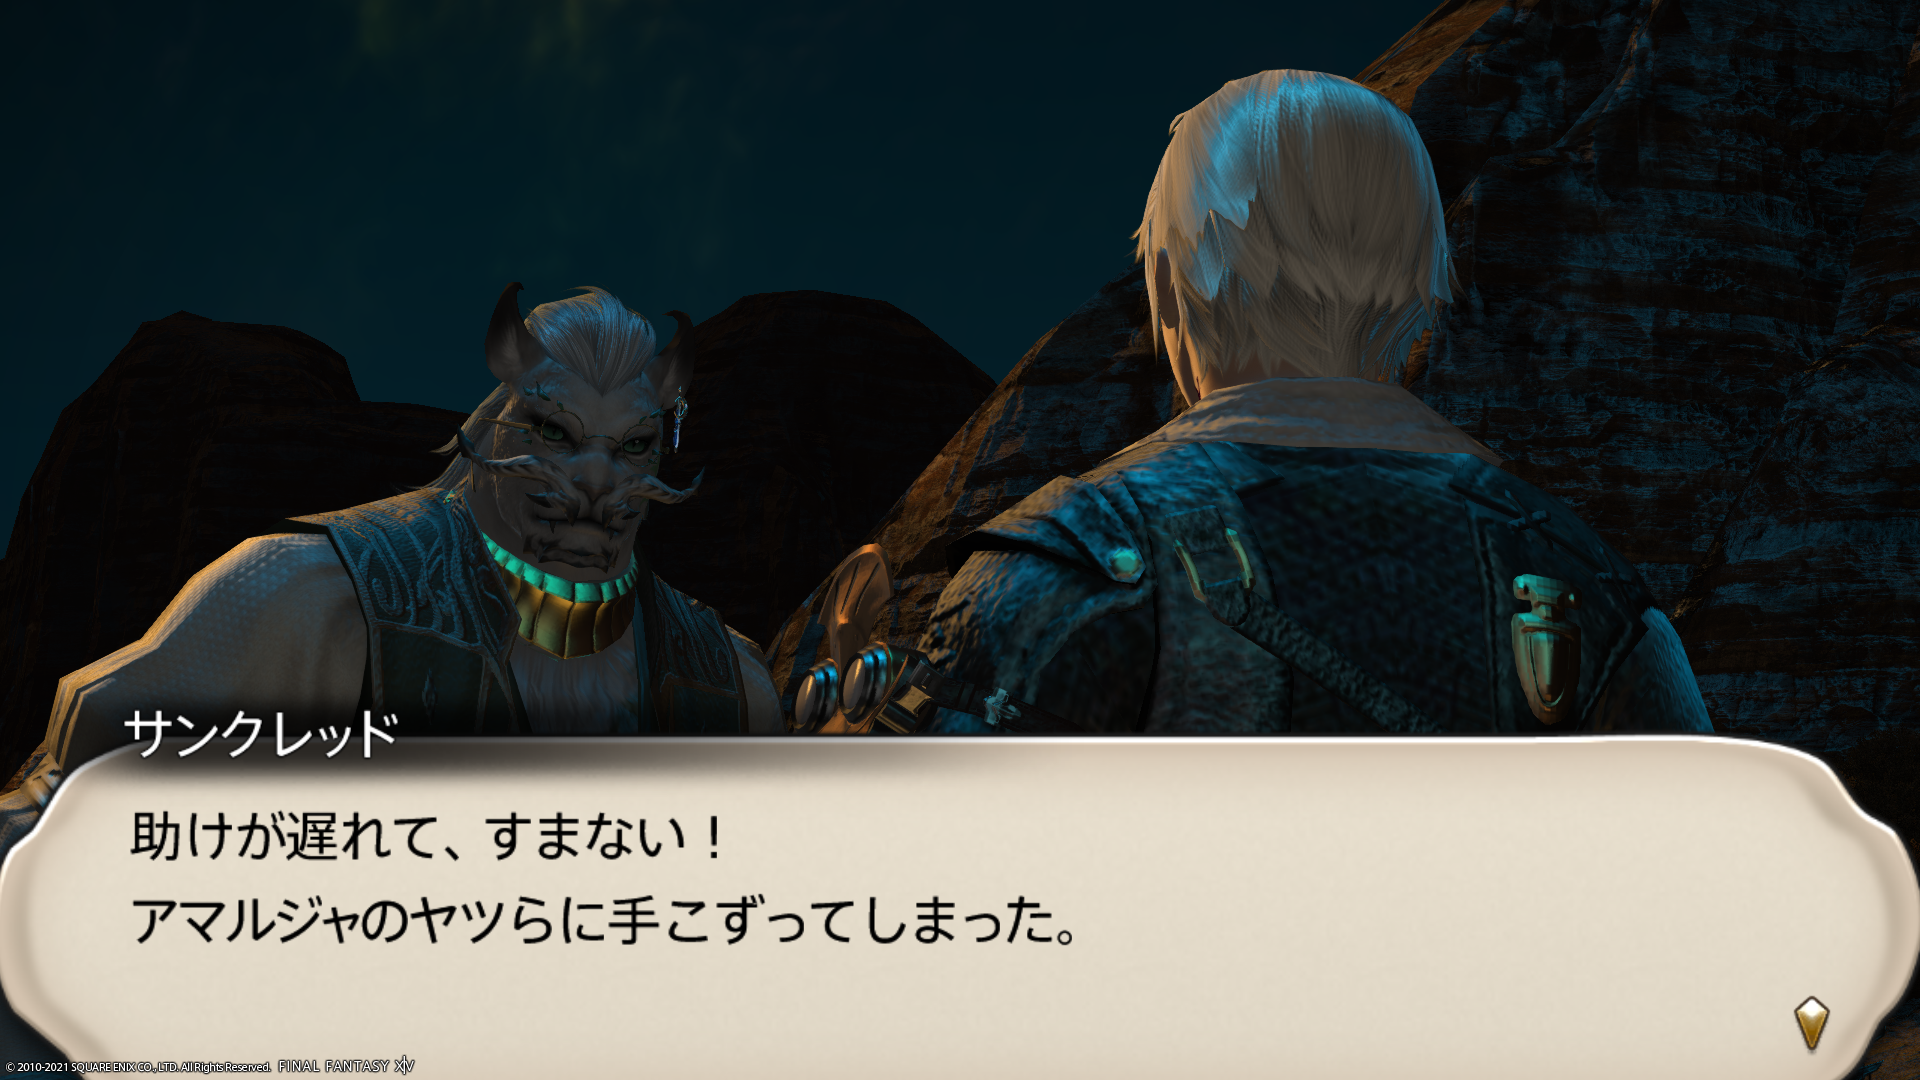 サンクレッド
助けが遅れて、すまない！
アマルジャのヤツらに手こずってしまった。
© 2010-2021 SQUARE ENIX CO., LTD. All Rights Reserved. FINAL FANTASY XIV